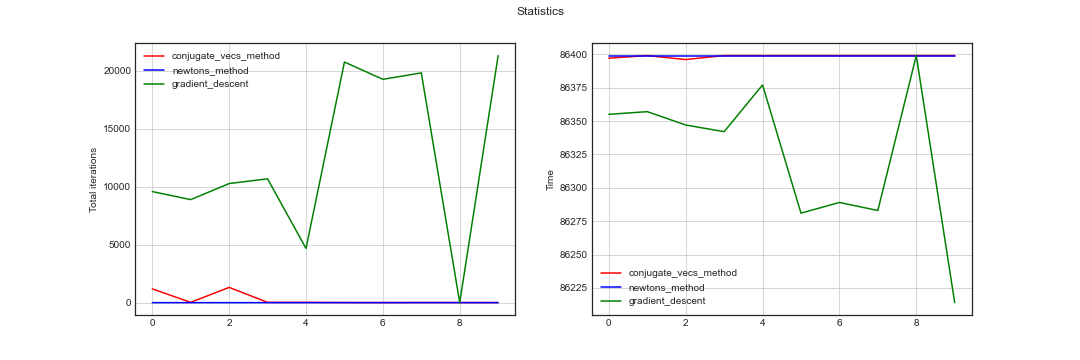 Statistics
Total iterations
20000
15000
10000
5000
0
0
2
4
6
8
conjugate_vecs_method
newtons_method
gradient_descent
Time
86400
86375
86350
86325
86300
86275
86250
86225
0
2
4
6
8
conjugate_vecs_method
newtons_method
gradient_descent